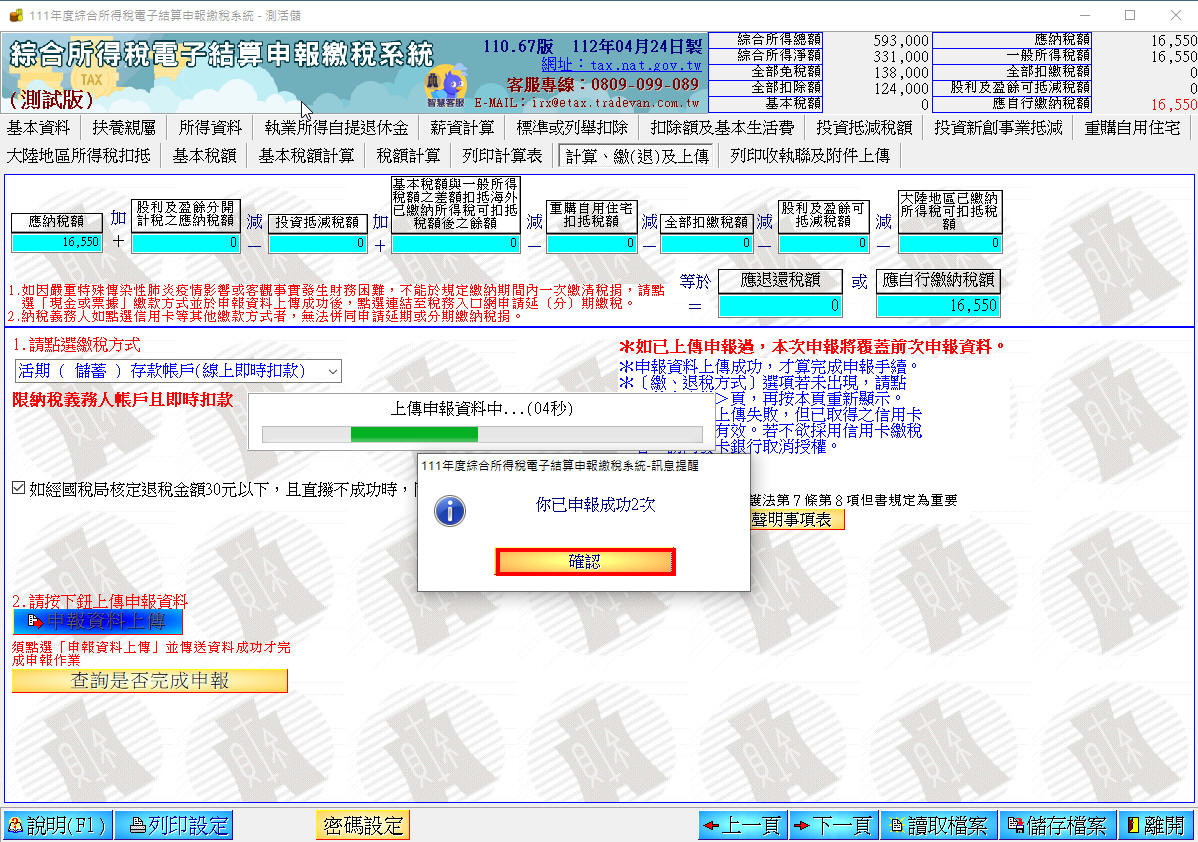 111年度綜合所得稅電子結算申報繳稅系統 - 測活儲
綜合所得稅電子結算申報繳稅系統
TAX
(測試版)
110.67版 112年04月24日製
網址：tax.nat.gov.tw
客服專線：0809-099-089
E-MAIL：irx@etax.tradevan.com.tw
智慧客服
綜合所得總額 593,000 應納稅額 16,550
綜合所得淨額 331,000 一般所得稅額 16,550
全部免稅額 138,000 全部扣繳稅額 0
全部扣除額 124,000 股利及盈餘可抵減稅額 0
基本稅額 0 應自行繳納稅額 16,550
基本資料 扶養親屬 所得資料 執業所得自提退休金 薪資計算 標準或列舉扣除 扣除額及基本生活費 投資抵減稅額 投資新創事業抵減 重購自用住宅
大陸地區所得稅扣抵 基本稅額 基本稅額計算 稅額計算 列印計算表 計算、繳(退)及上傳 列印收執聯及附件上傳
應納稅額
16,550
加
＋
股利及盈餘分開
計稅之應納稅額
0
減
－
投資抵減稅額
0
加
＋
基本稅額與一般所得
稅額之差額扣抵海外
已繳納所得稅可扣抵
稅額後之餘額
0
減
－
重購自用住宅
扣抵稅額
0
減
－
全部扣繳稅額
0
減
－
股利及盈餘可
抵減稅額
0
減
－
大陸地區已繳納
所得稅可扣抵稅
額
0
等於
＝
應退還稅額
0
或
應自行繳納稅額
16,550
1.如因嚴重特殊傳染性肺炎疫情影響或客觀事實發生財務困難，不能於規定繳納期間內一次繳清稅捐，請點
選「現金或票據」繳款方式並於申報資料上傳成功後，點選連結至稅務入口網申請延（分）期繳稅。
2.納稅義務人如點選信用卡等其他繳款方式者，無法併同申請延期或分期繳納稅捐。
1.請點選繳稅方式
活期（ 儲蓄 ）存款帳戶(線上即時扣款)
限納稅義務人帳戶且即時扣款
＊如已上傳申報過，本次申報將覆蓋前次申報資料。
＊申報資料上傳成功，才算完成申報手續。
＊〔繳、退稅方式〕選項若未出現，請點
＞頁，再按本頁重新顯示。
上傳失敗，但已取得之信用卡
有效。若不欲採用信用卡繳稅
卡銀行取消授權。
上傳申報資料中...(04秒)
111年度綜合所得稅電子結算申報繳稅系統-訊息提醒
你已申報成功2次
確認
如經國稅局核定退稅金額30元以下，且直撥不成功時，
護法第７條第８項但書規定為重要
聲明事項表
2.請按下鈕上傳申報資料
申報資料上傳
須點選「申報資料上傳」並傳送資料成功才完
成申報作業
查詢是否完成申報
說明(F1) 列印設定 密碼設定 上一頁 下一頁 讀取檔案 儲存檔案 離開